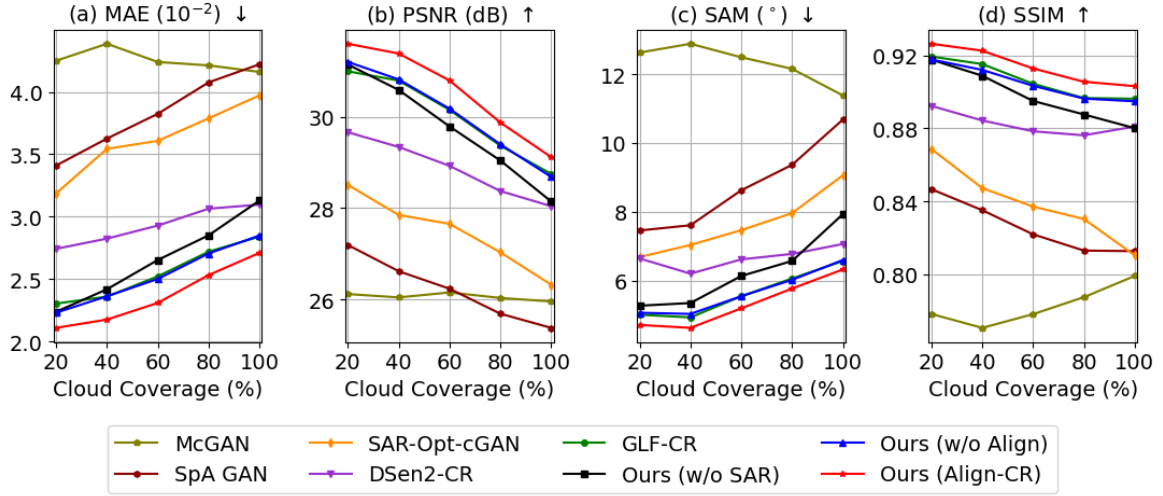 (a) MAE (10⁻²) ↓
(b) PSNR (dB) ↑
(c) SAM (°) ↓
(d) SSIM ↑
4.0
3.5
3.0
2.5
2.0
20 40 60 80 100
Cloud Coverage (%)
30
28
26
20 40 60 80 100
Cloud Coverage (%)
12
10
8
6
20 40 60 80 100
Cloud Coverage (%)
0.92
0.88
0.84
0.80
20 40 60 80 100
Cloud Coverage (%)
McGAN
SpA GAN
SAR-Opt-cGAN
DSen2-CR
GLF-CR
Ours (w/o SAR)
Ours (w/o Align)
Ours (Align-CR)